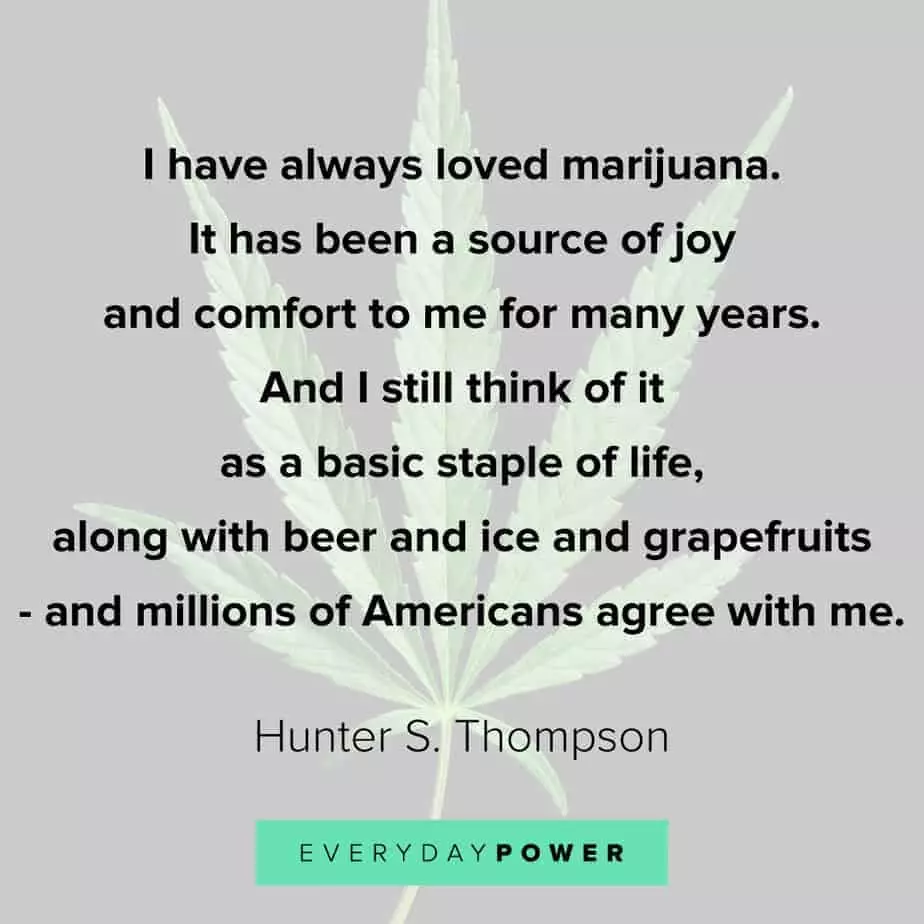 I have always loved marijuana.
It has been a source of joy
and comfort to me for many years.
And I still think of it
as a basic staple of life,
along with beer and ice and grapefruits
- and millions of Americans agree with me.
Hunter S. Thompson
EVERYDAYPOWER